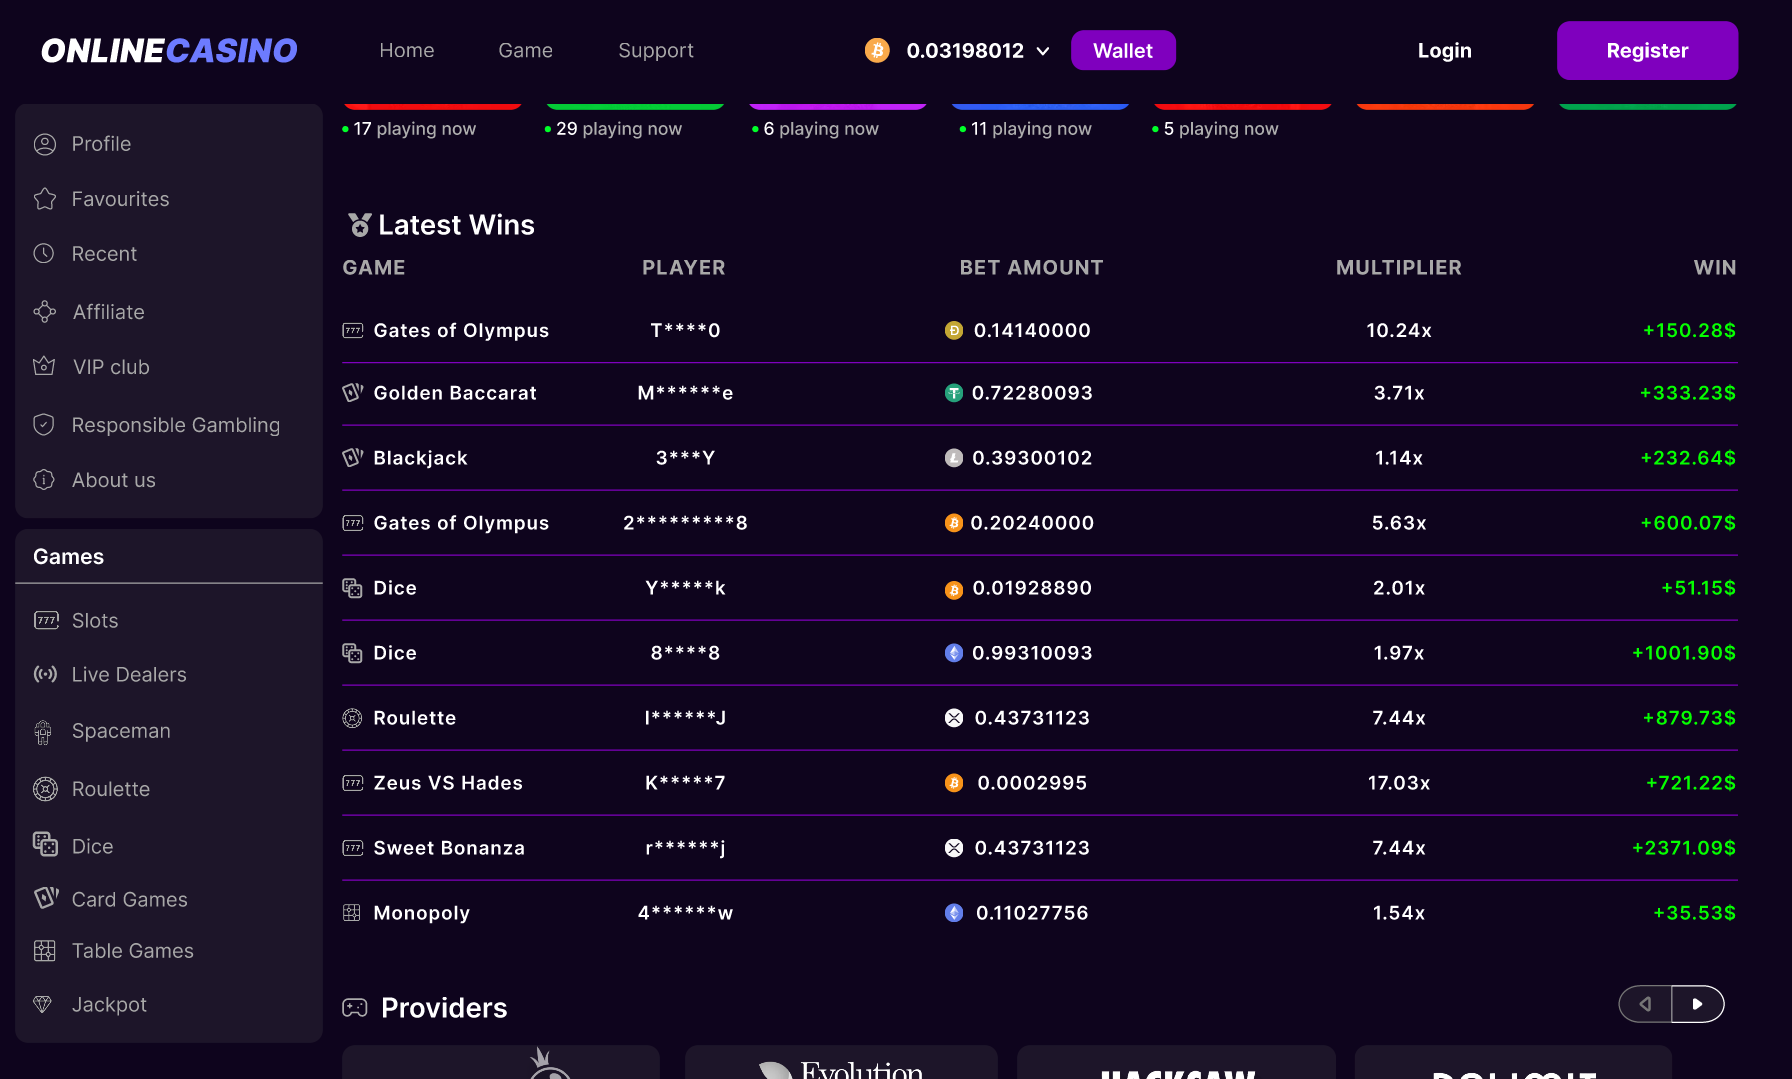 ONLINECASINO Home Game Support 0.03198012 Wallet Login Register
17 playing now 29 playing now 6 playing now 11 playing now 5 playing now
Profile
Favourites
Recent
Affiliate
VIP club
Responsible Gambling
About us
Games
777 Slots
Live Dealers
Spaceman
Roulette
Dice
Card Games
Table Games
Jackpot
Latest Wins
GAME PLAYER BET AMOUNT MULTIPLIER WIN
777 Gates of Olympus T****0 0.14140000 10.24x +150.28$
Golden Baccarat M******e 0.72280093 3.71x +333.23$
Blackjack 3***Y 0.39300102 1.14x +232.64$
777 Gates of Olympus 2*********8 0.20240000 5.63x +600.07$
Dice Y*****k 0.01928890 2.01x +51.15$
Dice 8****8 0.99310093 1.97x +1001.90$
Roulette I******J 0.43731123 7.44x +879.73$
777 Zeus VS Hades K*****7 0.0002995 17.03x +721.22$
777 Sweet Bonanza r******j 0.43731123 7.44x +2371.09$
Monopoly 4******w 0.11027756 1.54x +35.53$
Providers
Evolution HACKSAW